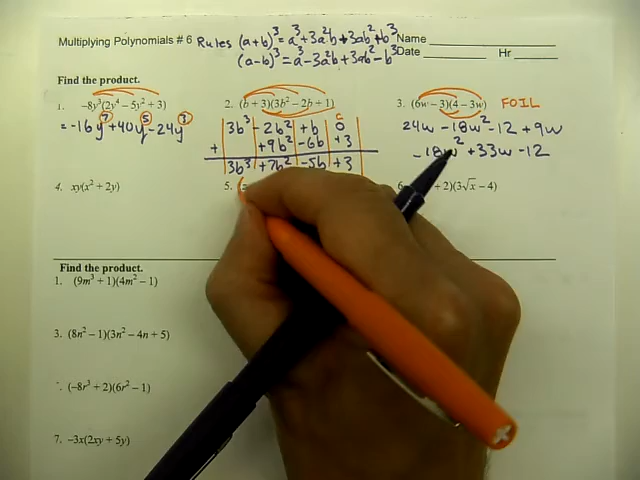 Multiplying Polynomials # 6 Rules (a+b)³ = a³+3a²b+3ab²+b³ Name
(a-b)³ = a³-3a²b+3ab²-b³ Date Hr
Find the product.
1. -8y³(2y⁴ - 5y² + 3)
= -16y⁷ + 40y⁵ - 24y³
2. (b + 3)(3b² - 2b + 1)
C
3b³ - 2b² + b 0
+ +9b² - 6b + 3
3b³ + 7b² - 5b + 3
3. (6w - 3)(4 - 3w) FOIL
24w - 18w² - 12 + 9w
-18w² + 33w - 12
4. xy(x² + 2y)
5. (
6. + 2)(3√x - 4)
Find the product.
1. (9m³ + 1)(4m² - 1)
3. (8n² - 1)(3n² - 4n + 5)
(-8r³ + 2)(6r² - 1)
7. -3x(2xy + 5y)